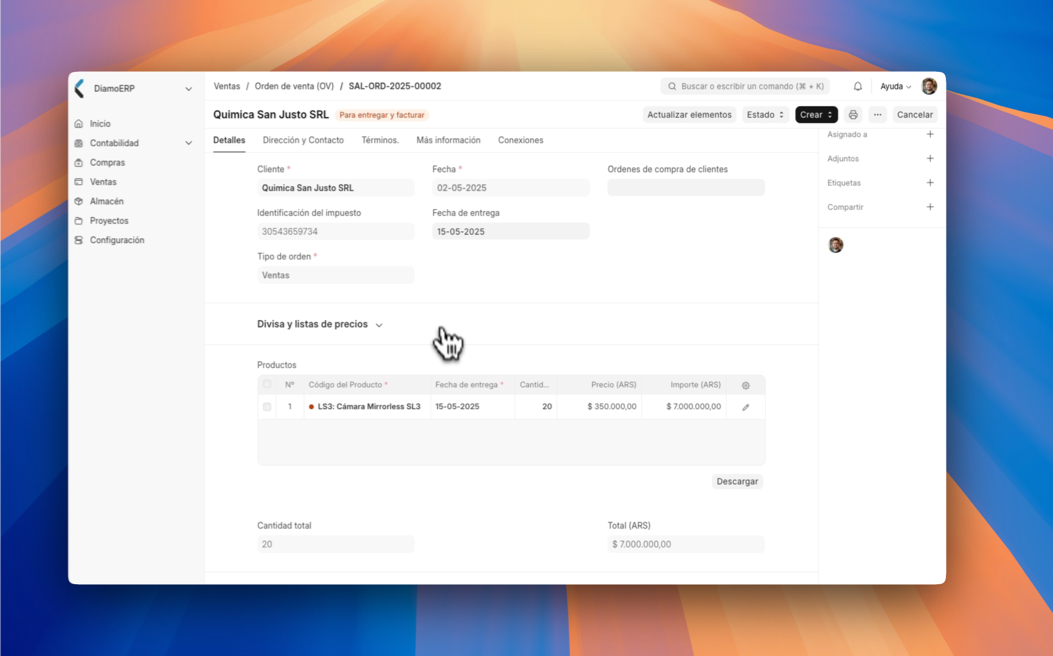 DiamoERP
Ventas / Orden de venta (OV) / SAL-ORD-2025-00002
Buscar o escribir un comando (⌘ + K)
Ayuda
Quimica San Justo SRL
Para entregar y facturar
Actualizar elementos
Estado
Crear
Cancelar
Inicio
Contabilidad
Compras
Ventas
Almacén
Proyectos
Configuración
Detalles
Dirección y Contacto
Términos.
Más información
Conexiones
Asignado a
Adjuntos
Etiquetas
Compartir
Cliente *
Fecha *
Ordenes de compra de clientes
Quimica San Justo SRL
02-05-2025
Identificación del impuesto
Fecha de entrega
30543659734
15-05-2025
Tipo de orden *
Ventas
Divisa y listas de precios
Productos
Nº Código del Producto * Fecha de entrega * Cantid... Precio (ARS) Importe (ARS)
1 LS3: Cámara Mirrorless SL3 15-05-2025 20 $ 350.000,00 $ 7.000.000,00
Descargar
Cantidad total
Total (ARS)
20
$ 7.000.000,00